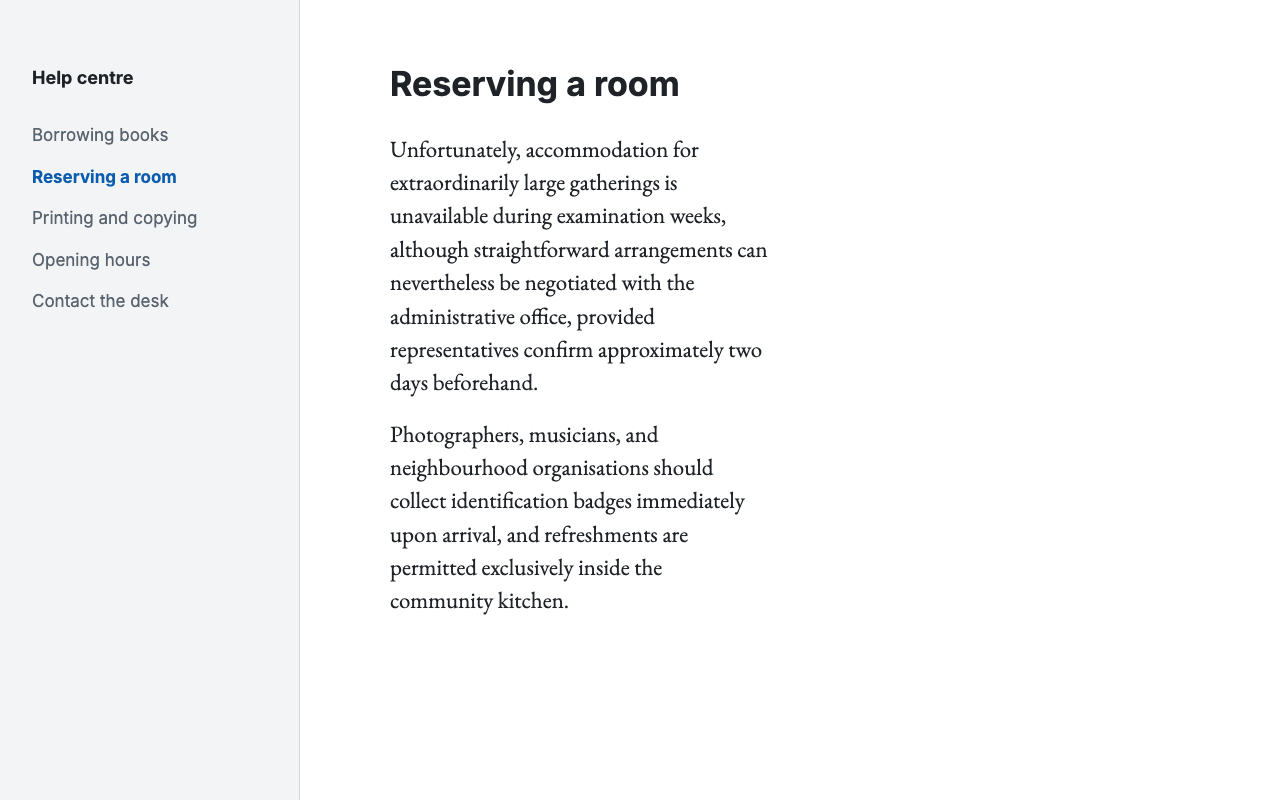 Help centre
Borrowing books
Reserving a room
Printing and copying
Opening hours
Contact the desk
Reserving a room
Unfortunately, accommodation for
extraordinarily large gatherings is
unavailable during examination weeks,
although straightforward arrangements can
nevertheless be negotiated with the
administrative office, provided
representatives confirm approximately two
days beforehand.
Photographers, musicians, and
neighbourhood organisations should
collect identification badges immediately
upon arrival, and refreshments are
permitted exclusively inside the
community kitchen.